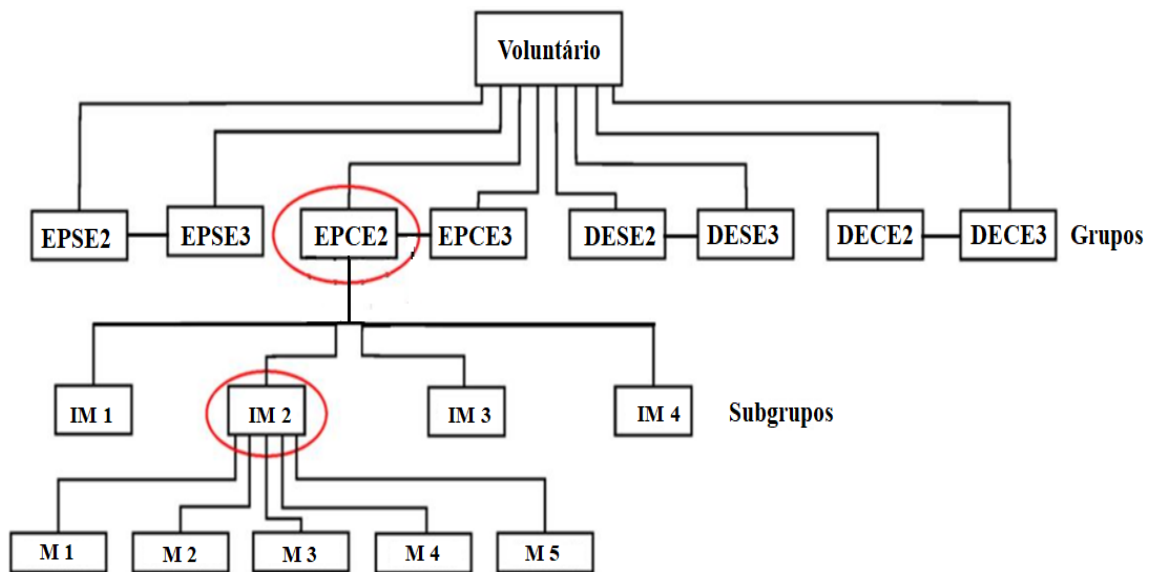 Voluntário
EPSE2 EPSE3 EPCE2 EPCE3 DESE2 DESE3 DECE2 DECE3 Grupos
IM 1 IM 2 IM 3 IM 4 Subgrupos
M 1 M 2 M 3 M 4 M 5